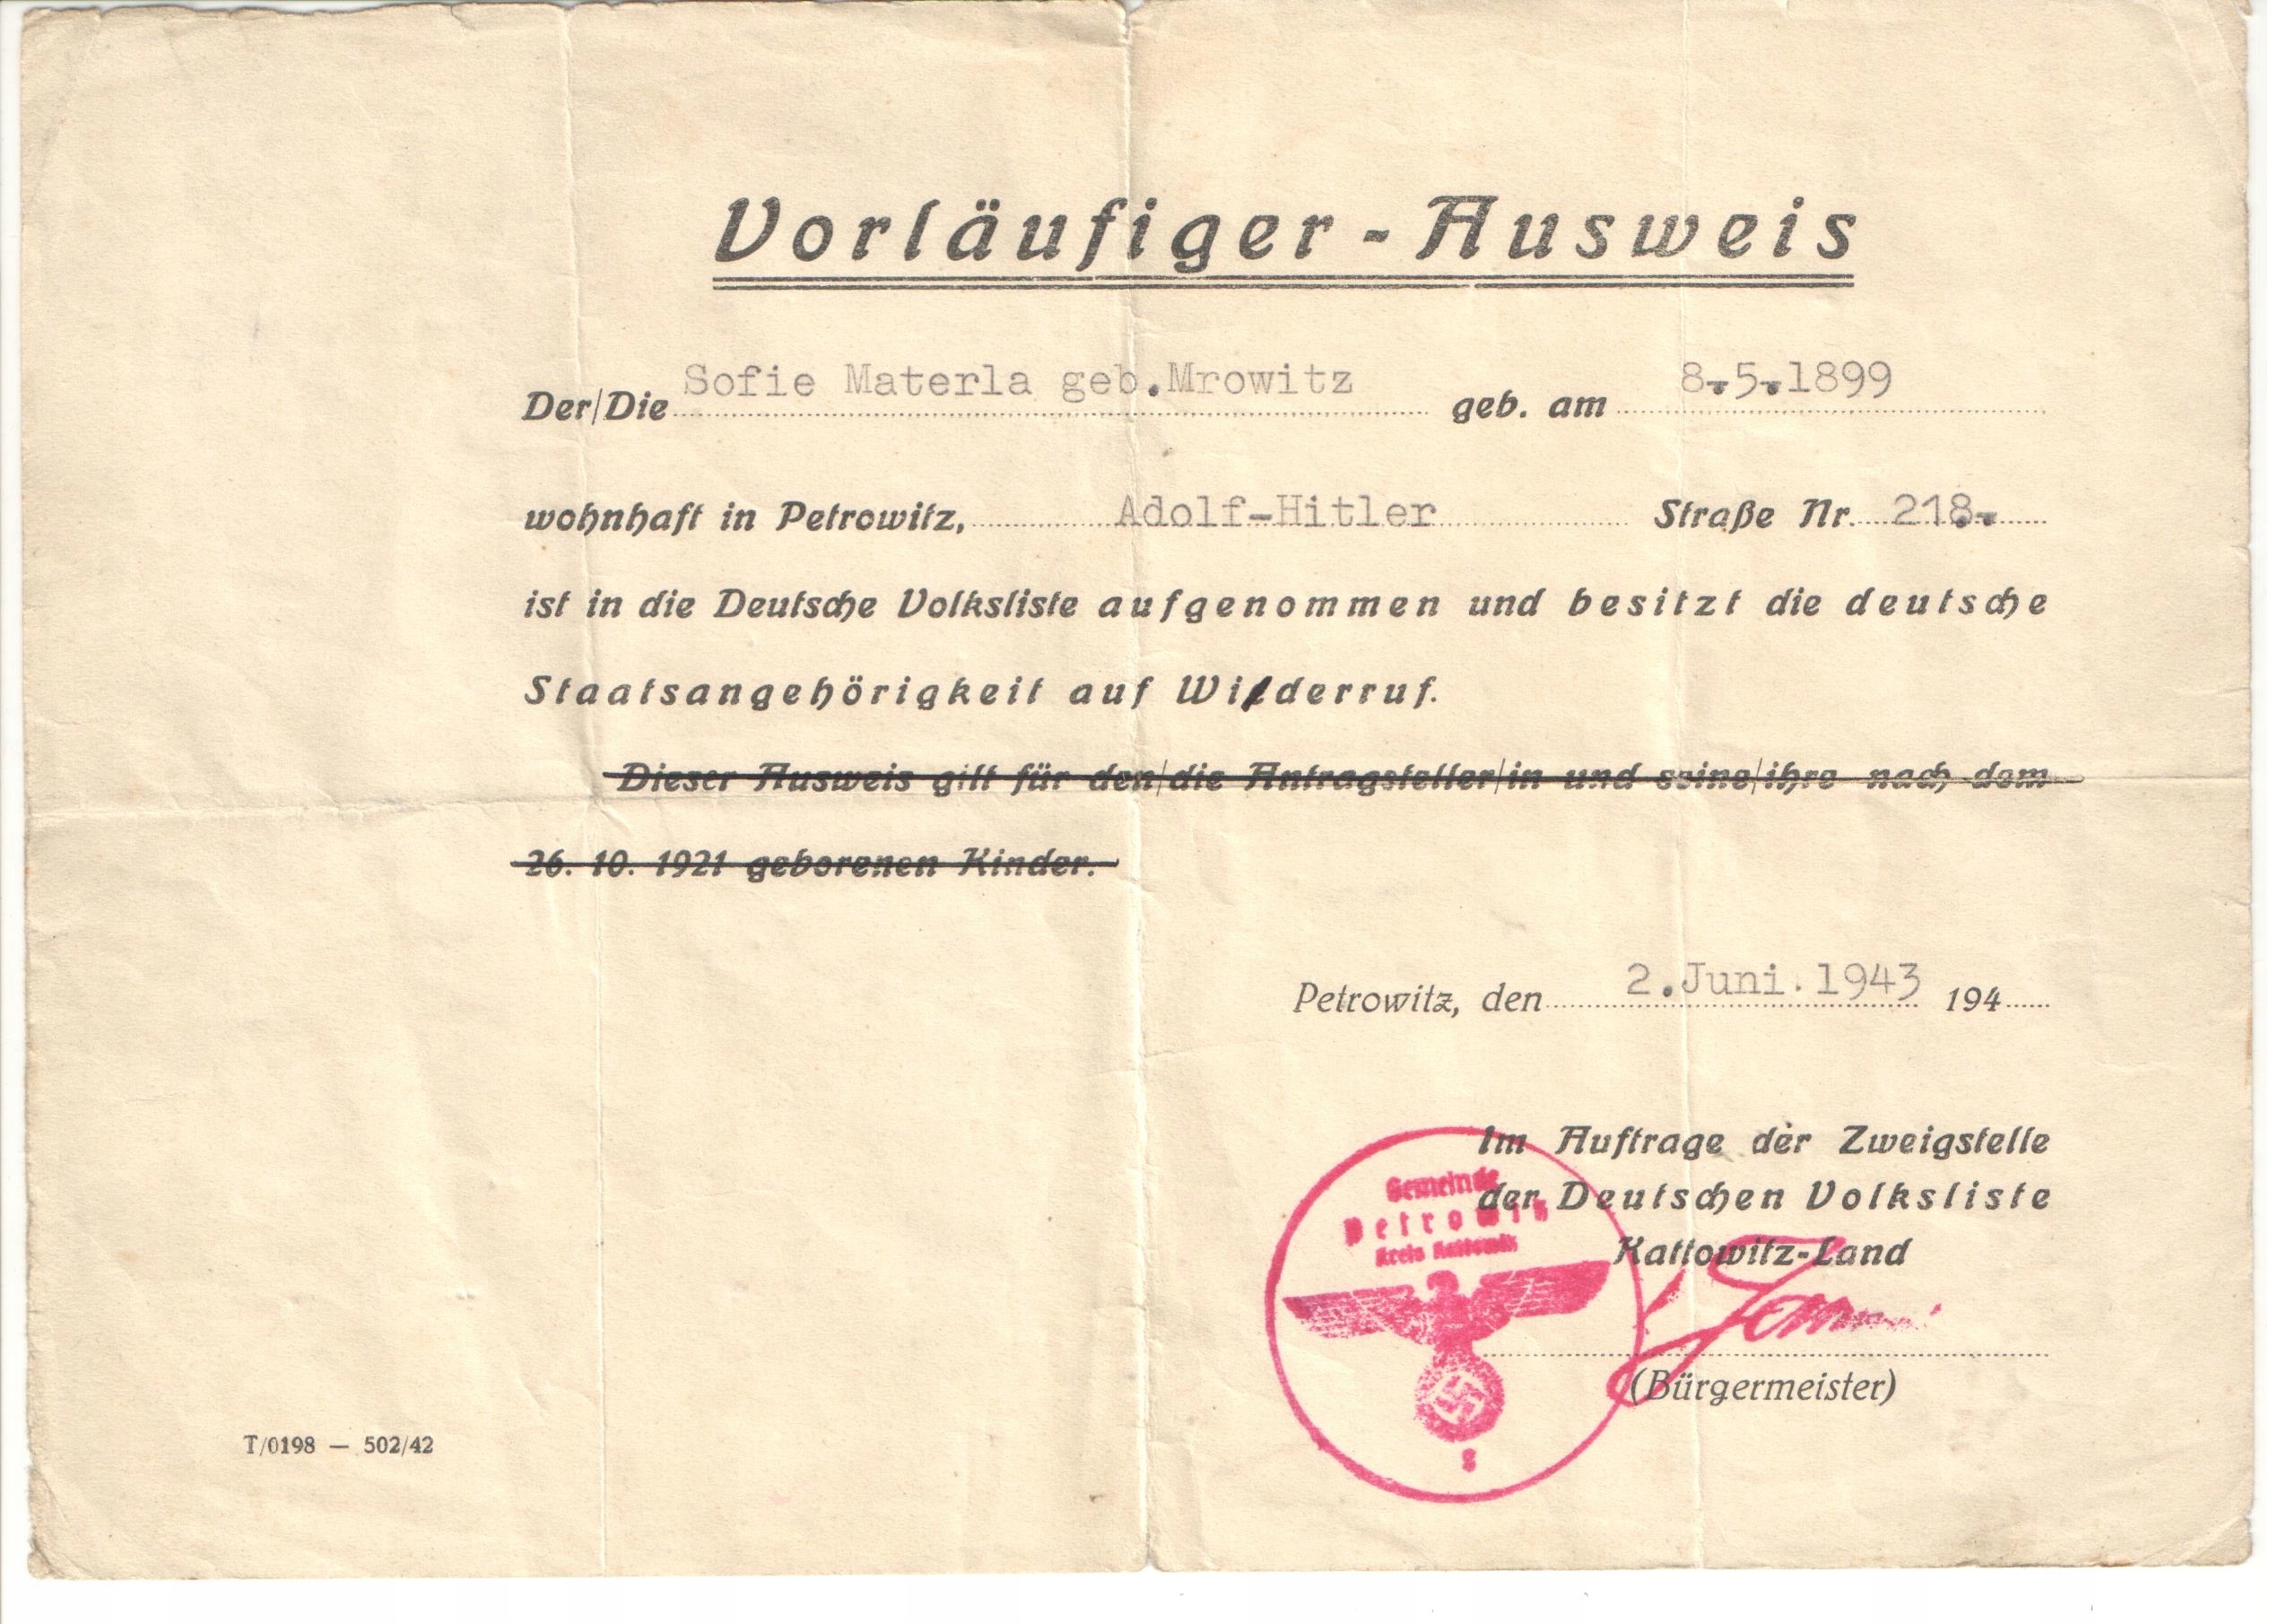 Vorläufiger-Ausweis
Der/Die Sofie Materla geb.Mrowitz geb. am 8.5.1899
wohnhaft in Petrowitz, Adolf-Hitler Straße Nr. 218.-
ist in die Deutsche Volksliste aufgenommen und besitzt die deutsche
Staatsangehörigkeit auf Widerruf.
Dieser Ausweis gilt für den/die Antragsteller/in und seine/ihre nach dem
26. 10. 1921 geborenen Kinder.
Petrowitz, den 2.Juni.1943 194
Im Auftrage der Zweigstelle
der Deutschen Volksliste
Kattowitz-Land
Gemeinde
Petrowitz
Kreis Kattowitz
(Bürgermeister)
T/0198 — 502/42